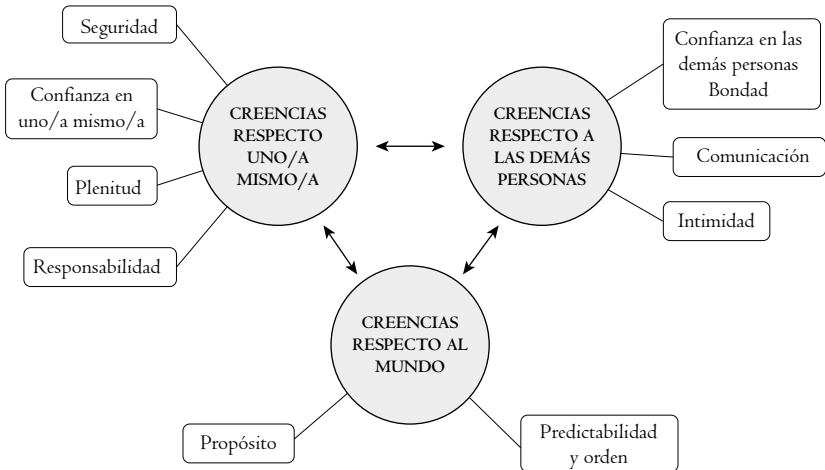 Seguridad
Confianza en
uno/a mismo/a
Plenitud
Responsabilidad
CREENCIAS
RESPECTO
UNO/A
MISMO/A
CREENCIAS
RESPECTO A
LAS DEMÁS
PERSONAS
Confianza en las
demás personas
Bondad
Comunicación
Intimidad
CREENCIAS
RESPECTO AL
MUNDO
Propósito
Predictabilidad
y orden